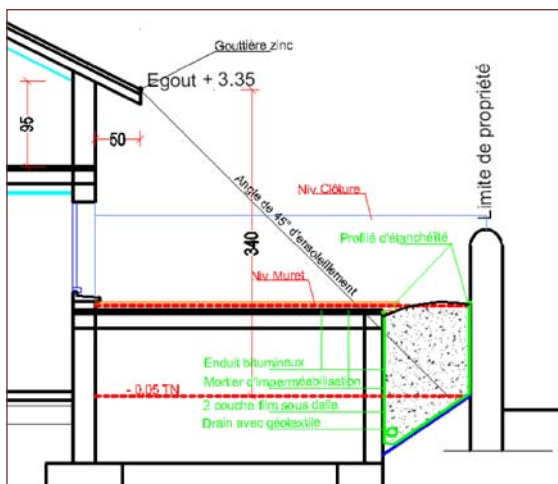 Gouttière zinc
Egout + 3.35
95
50
Limite de propriété
Angle de 45° d'ensoleillement
Niv Clôture
Profilé d'étanchéité
340
Niv Muret
Enduit bitumineux
Mortier d'imperméabilisation
- 0.05 TN
2 couche film sous dalle
Drain avec géotextile